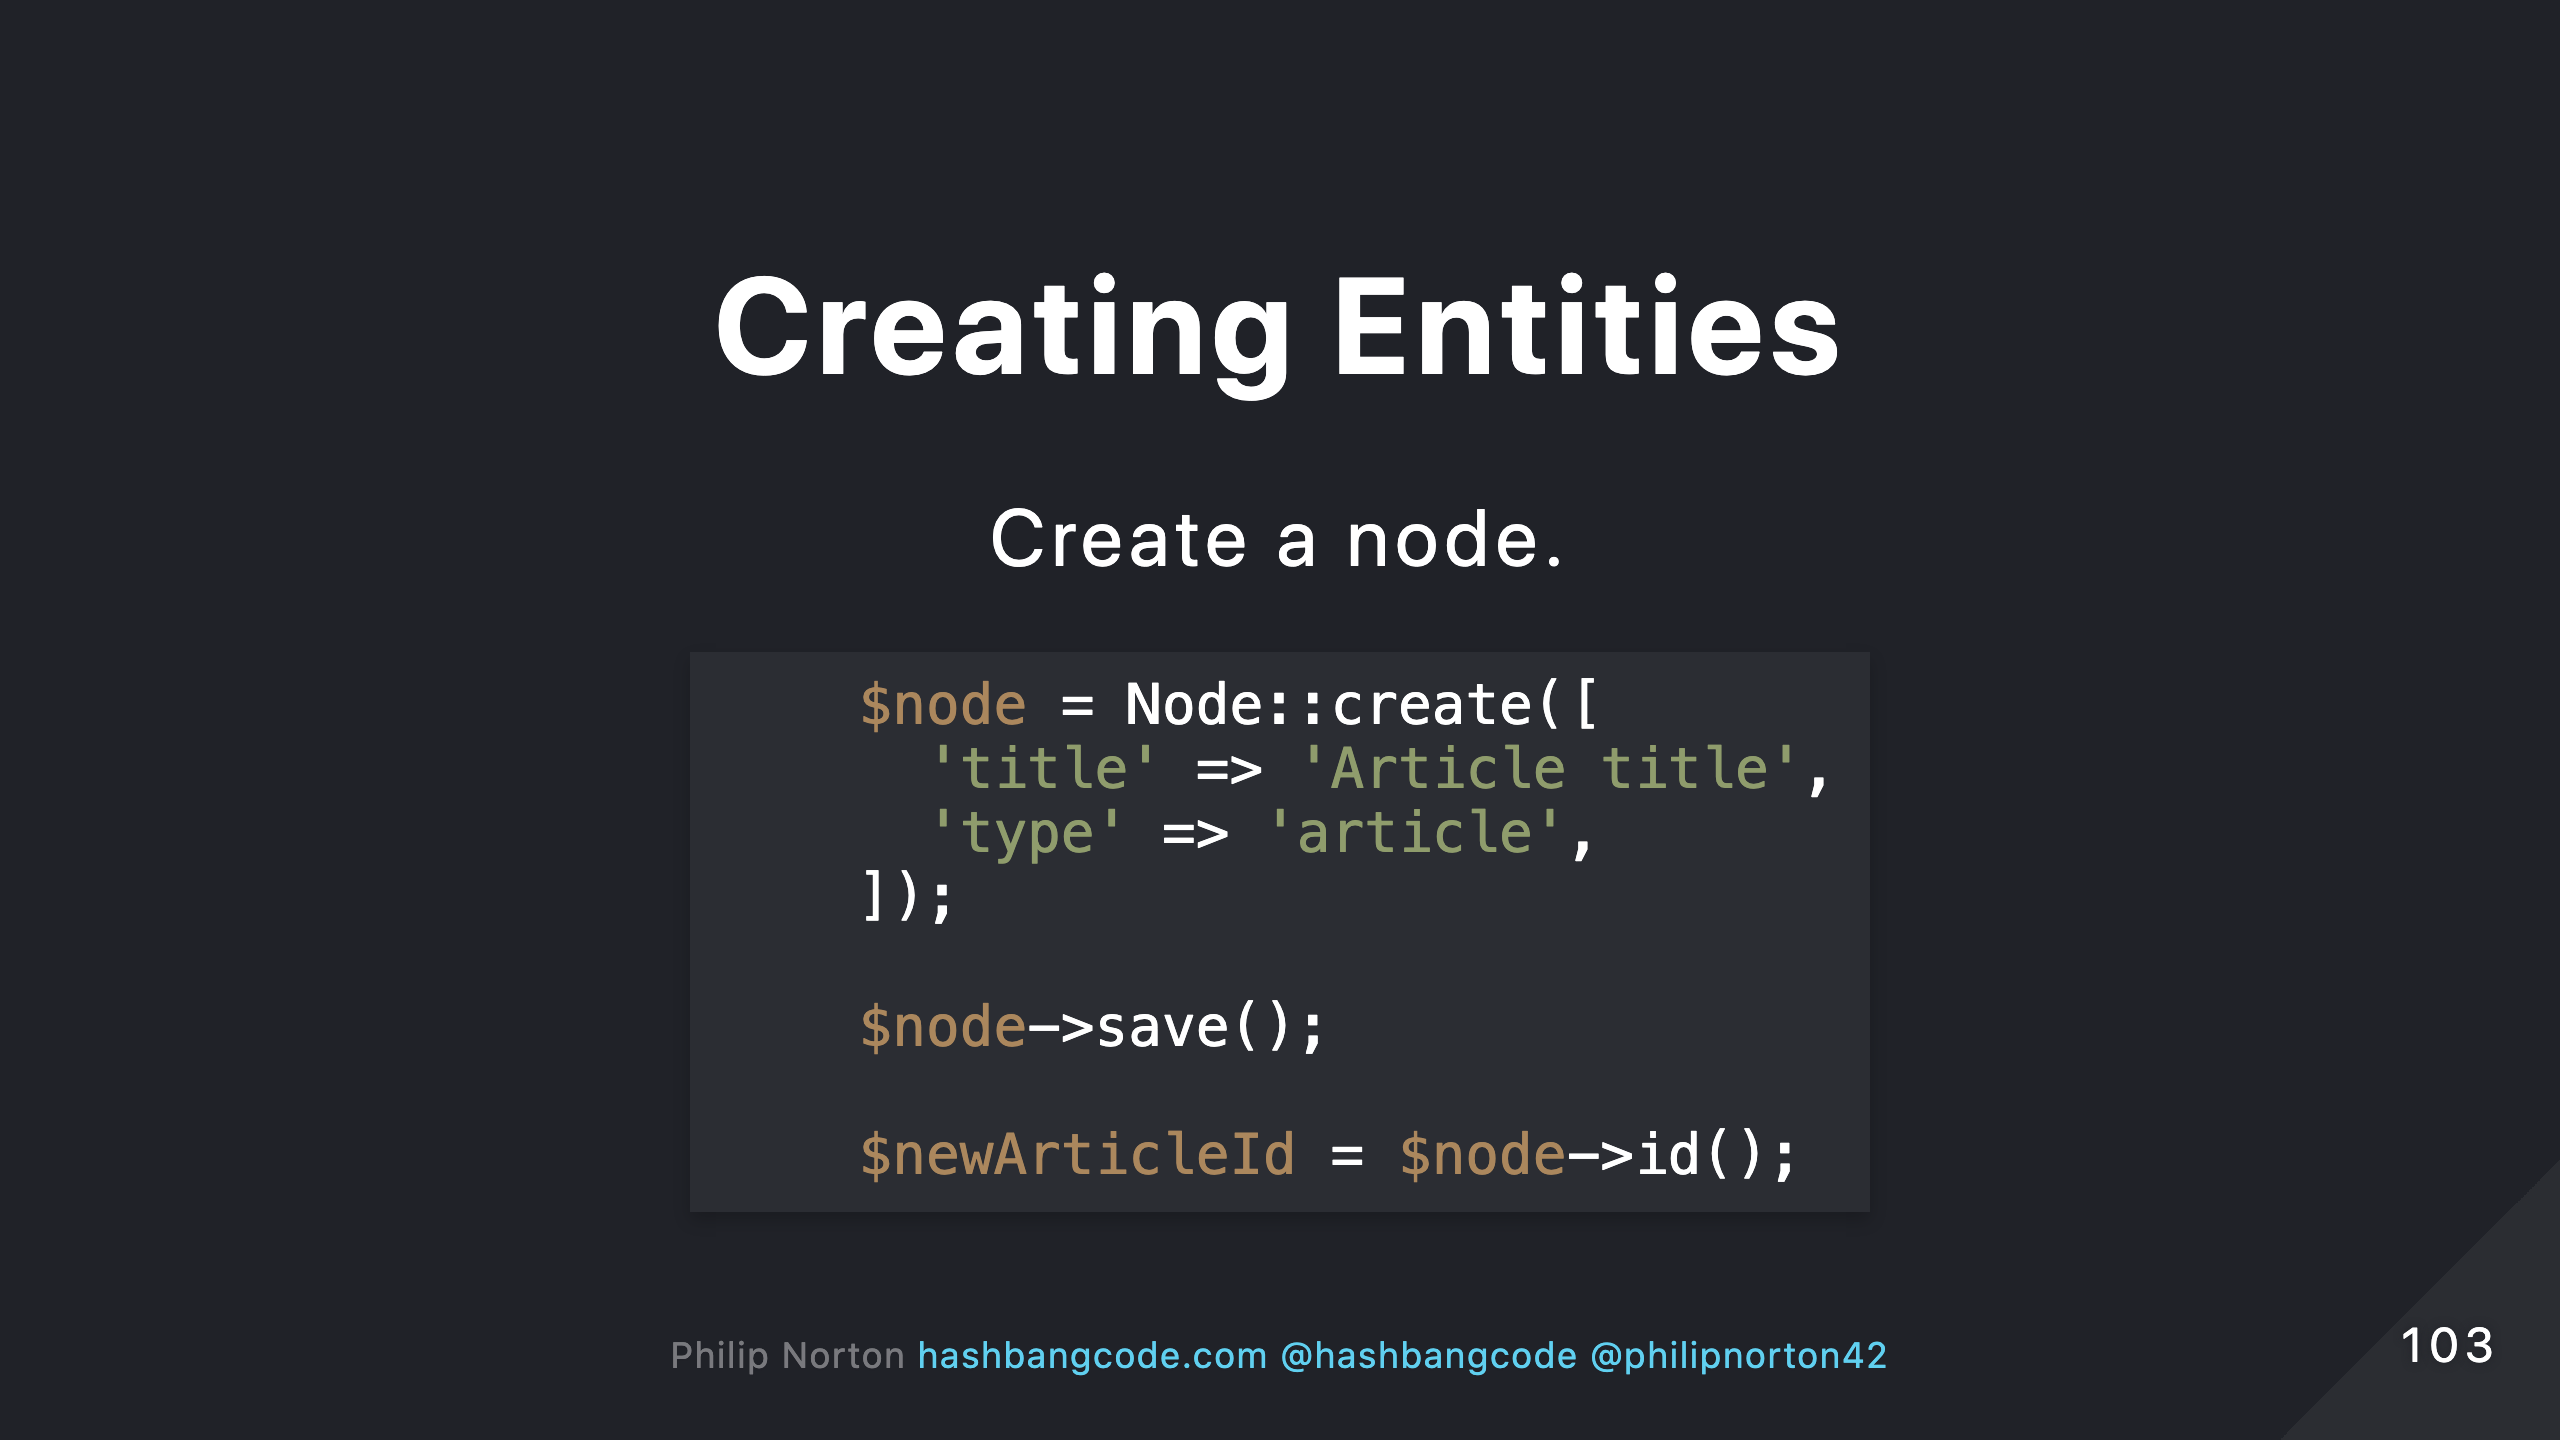 Creating Entities
Create a node.
$node = Node::create([
  'title' => 'Article title',
  'type' => 'article',
]);
$node->save();
$newArticleId = $node->id();
Philip Norton hashbangcode.com @hashbangcode @philipnorton42
103